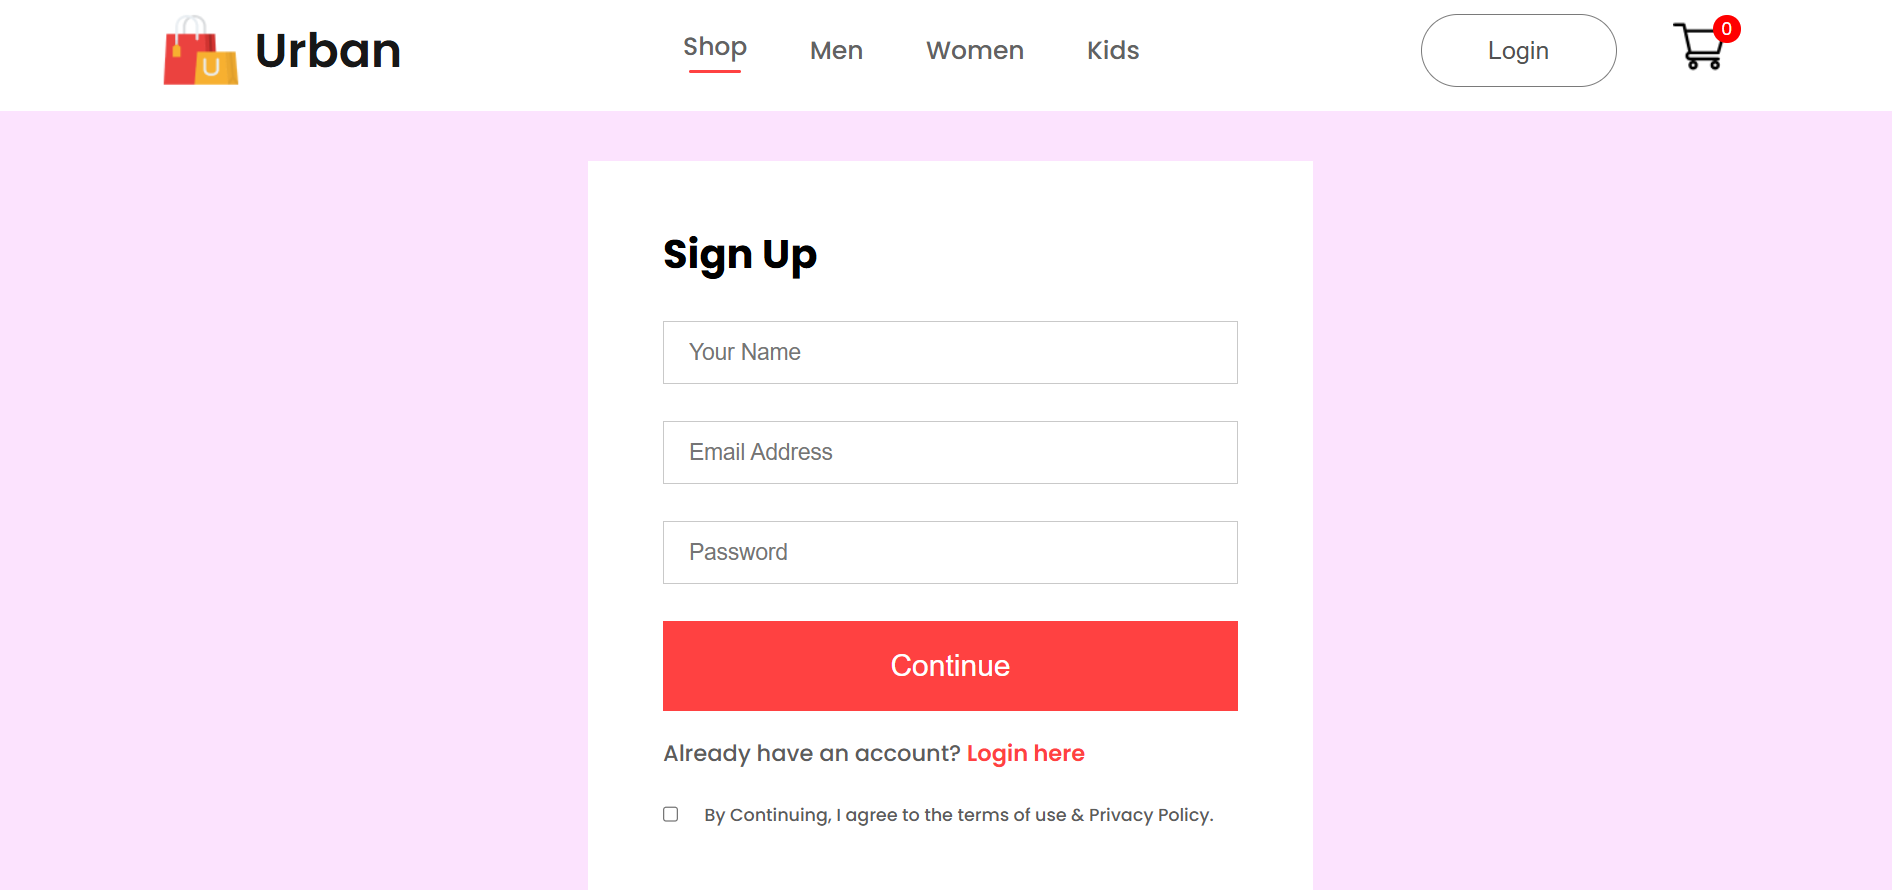 U
Urban
Shop
Men
Women
Kids
Login
0
Sign Up
Your Name
Email Address
Password
Continue
Already have an account? Login here
By Continuing, I agree to the terms of use & Privacy Policy.